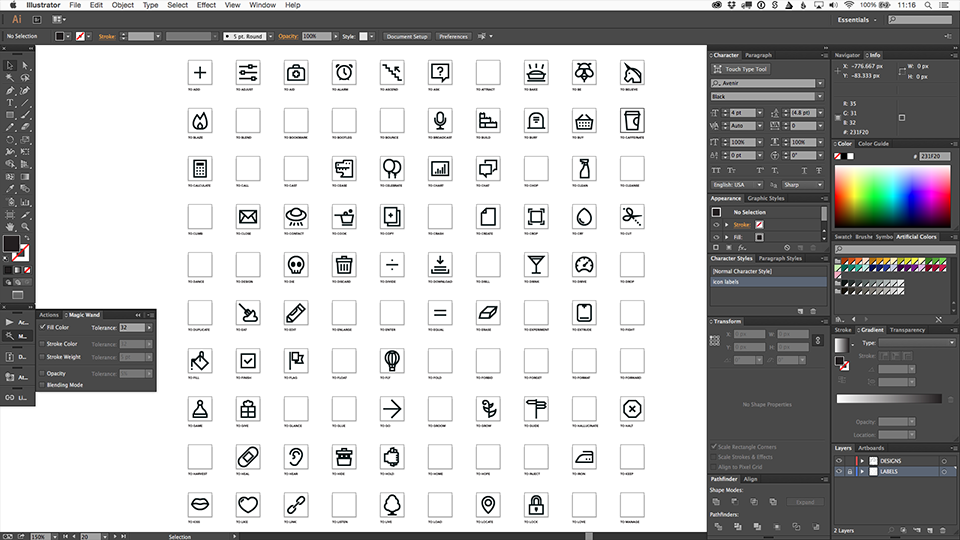 Illustrator File Edit Object Type Select Effect View Window Help 100% 11:16
Ai Br Essentials
No Selection Stroke: 5 pt. Round Opacity: 100% Style: Document Setup Preferences
TO ADD TO ADJUST TO AID TO ALARM TO ASCEND TO ASK TO ATTRACT TO BAKE TO BE TO BELIEVE
TO BLAZE TO BLEND TO BOOKMARK TO BOOTLEG TO BOUNCE TO BROADCAST TO BUILD TO BURY TO BUY TO CAFFEINATE
TO CALCULATE TO CALL TO CAST TO CELEBRATE TO CHART TO CHAT TO CHOP TO CLEAN TO CLEANSE
TO CLIMB TO CLOSE TO CONTACT TO COOK TO COPY TO CRASH TO CREATE TO CROP TO CRY TO CUT
TO DANCE TO DESIGN TO DIE TO DISCARD TO DIVIDE TO DOWNLOAD TO DRILL TO DRINK TO DRIVE TO DROP
TO DUPLICATE TO EAT TO EDIT TO ENLARGE TO ENTER TO EQUAL TO ERASE TO EXPERIMENT TO EXTRUDE TO FIGHT
TO FILL TO FINISH TO FLAG TO FLOAT TO FLY TO FOLD TO FORBID TO FORGET TO FORMAT TO FORWARD
TO GAME TO GIVE TO GLANCE TO GLUE TO GO TO GROOM TO GROW TO GUIDE TO HALLUCINATE TO HALT
TO HARVEST TO HEAL TO HEAR TO HIDE TO HOLD TO HOME TO HOPE TO INJECT TO IRON TO KEEP
TO KISS TO LIKE TO LINK TO LISTEN TO LIVE TO LOAD TO LOCATE TO LOCK TO LOVE TO MANAGE
Actions Magic Wand
Ac...
Fill Color Tolerance: 32
M...
Stroke Color Tolerance:
Stroke Weight Tolerance:
D...
Opacity Tolerance:
At...
Blending Mode
Li...
150% 20 Selection
Character Paragraph
Touch Type Tool
Avenir
Black
4 pt (4.8 pt)
Auto 0
100% 100%
0 pt 0°
English: USA Sharp
Appearance Graphic Styles
No Selection
Stroke:
Fill:
Character Styles Paragraph Styles
[Normal Character Style]
Icon labels
Transform
X: W:
Y: H:
No Shape Properties
Scale Rectangle Corners
Scale Strokes & Effects
Align to Pixel Grid
Pathfinder Align
Shape Modes:
Expand
Pathfinders:
Navigator Info
X: -776.667 px W: 0 px
Y: -83.333 px H: 0 px
R: 35
G: 31
B: 32
#231F20
Color Color Guide
# 231F20
Swatch Brushe Symbo Artificial Colors
Stroke Gradient Transparency
Type:
Stroke:
Opacity:
Location:
Layers Artboards
DESIGNS
LABELS
2 Layers